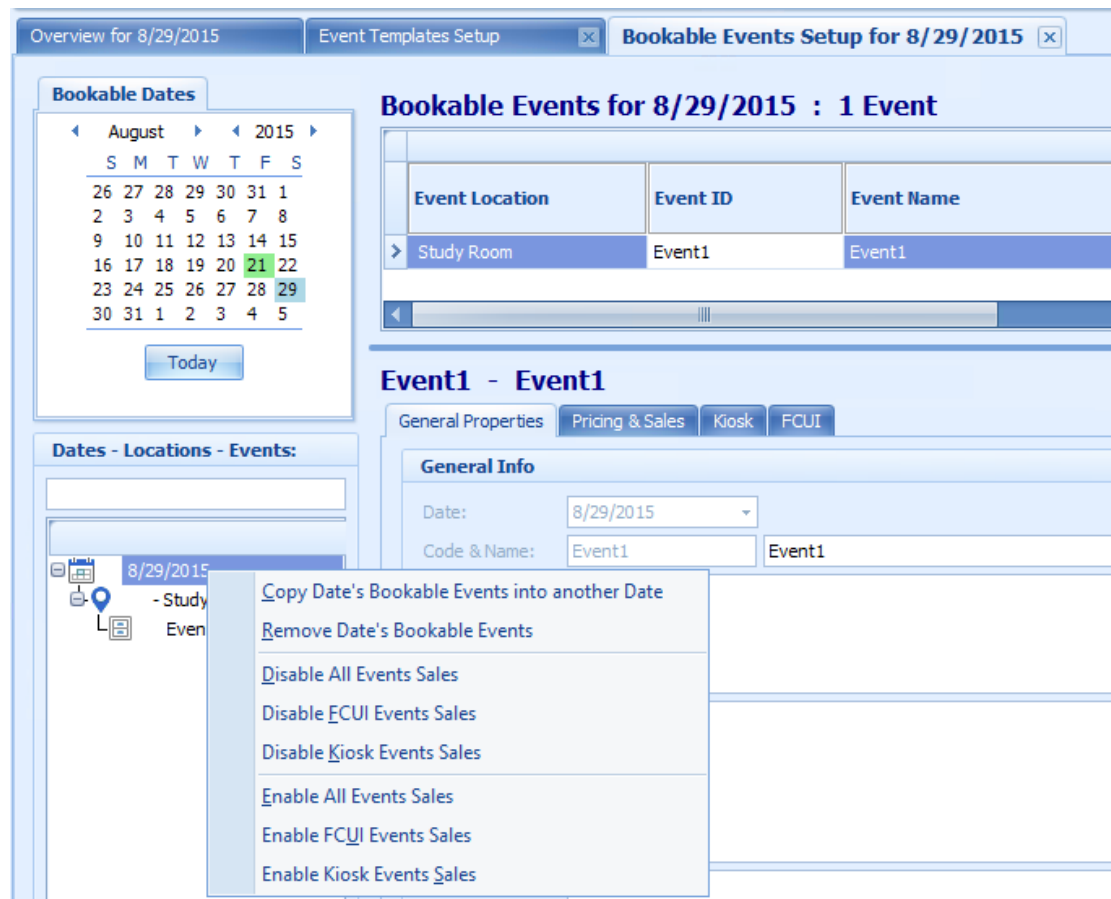 Overview for 8/29/2015 Event Templates Setup Bookable Events Setup for 8/29/2015
Bookable Dates
August 2015
S M T W T F S
26 27 28 29 30 31 1
2 3 4 5 6 7 8
9 10 11 12 13 14 15
16 17 18 19 20 21 22
23 24 25 26 27 28 29
30 31 1 2 3 4 5
Today
Bookable Events for 8/29/2015 : 1 Event
Event Location Event ID Event Name
Study Room Event1 Event1
Event1 - Event1
General Properties Pricing & Sales Kiosk FCUI
General Info
Date: 8/29/2015
Code & Name: Event1 Event1
Dates - Locations - Events:
8/29/2015
- Study
Even
Copy Date's Bookable Events into another Date
Remove Date's Bookable Events
Disable All Events Sales
Disable FCUI Events Sales
Disable Kiosk Events Sales
Enable All Events Sales
Enable FCUI Events Sales
Enable Kiosk Events Sales